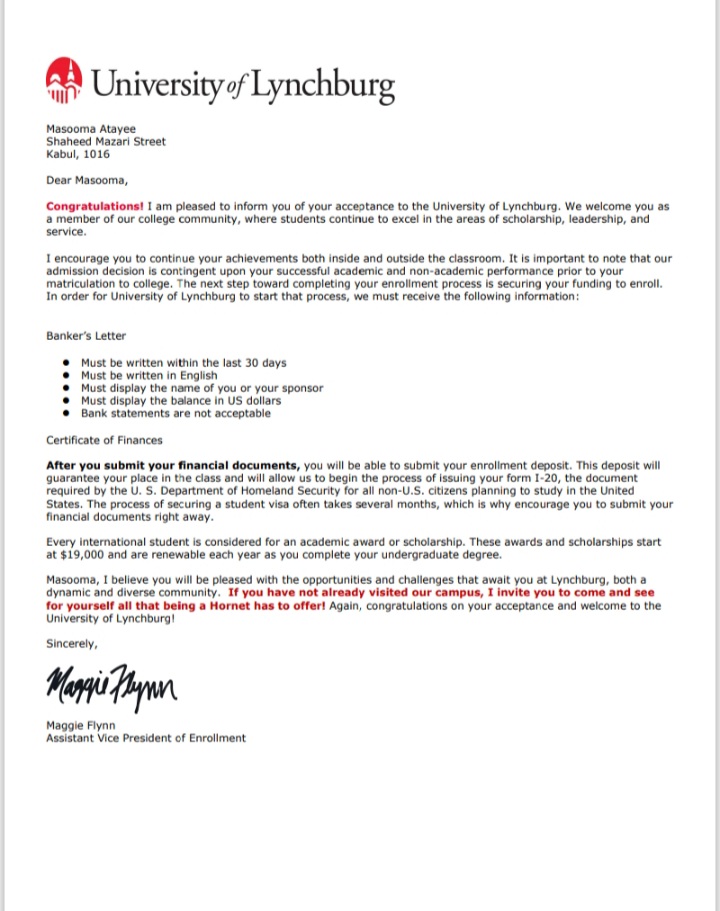 University of Lynchburg
Masooma Atayee
Shaheed Mazari Street
Kabul, 1016
Dear Masooma,
Congratulations! I am pleased to inform you of your acceptance to the University of Lynchburg. We welcome you as
a member of our college community, where students continue to excel in the areas of scholarship, leadership, and
service.
I encourage you to continue your achievements both inside and outside the classroom. It is important to note that our
admission decision is contingent upon your successful academic and non-academic performance prior to your
matriculation to college. The next step toward completing your enrollment process is securing your funding to enroll.
In order for University of Lynchburg to start that process, we must receive the following information:
Banker's Letter
● Must be written within the last 30 days
● Must be written in English
● Must display the name of you or your sponsor
● Must display the balance in US dollars
● Bank statements are not acceptable
Certificate of Finances
After you submit your financial documents, you will be able to submit your enrollment deposit. This deposit will
guarantee your place in the class and will allow us to begin the process of issuing your form I-20, the document
required by the U. S. Department of Homeland Security for all non-U.S. citizens planning to study in the United
States. The process of securing a student visa often takes several months, which is why encourage you to submit your
financial documents right away.
Every international student is considered for an academic award or scholarship. These awards and scholarships start
at $19,000 and are renewable each year as you complete your undergraduate degree.
Masooma, I believe you will be pleased with the opportunities and challenges that await you at Lynchburg, both a
dynamic and diverse community. If you have not already visited our campus, I invite you to come and see
for yourself all that being a Hornet has to offer! Again, congratulations on your acceptance and welcome to the
University of Lynchburg!
Sincerely,
Maggie Flynn
Maggie Flynn
Assistant Vice President of Enrollment